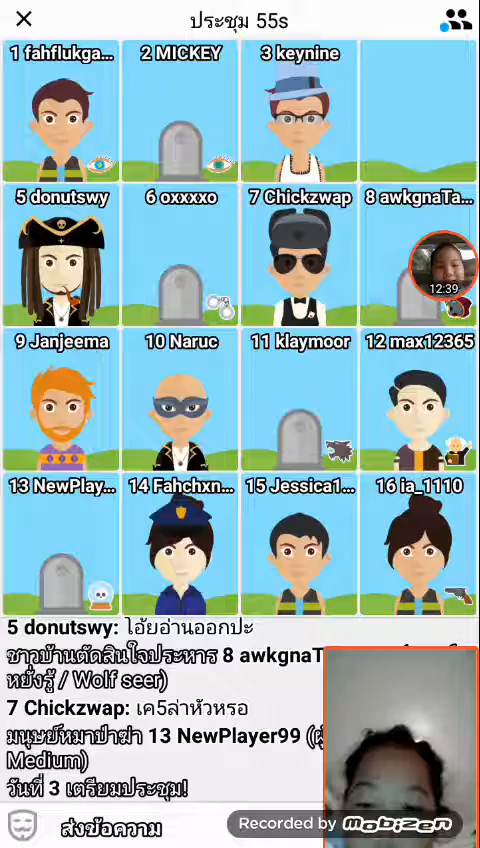 ประชุม 55s
1 fahflukga...
2 MICKEY
3 keynine
5 donutswy
6 oxxxxo
7 Chickzwap
8 awkgnaTa...
12:39
9 Janjeema
10 Naruc
11 klaymoor
12 max12365
13 NewPlay...
14 Fahchxn...
15 Jessica1...
16 ia_1110
5 donutswy: โอ้ยอ่านออกปะ
ชาวบ้านตัดสินใจประหาร 8 awkgnaT
หยั่งรู้ / Wolf seer)
7 Chickzwap: เค5ล่าหัวหรอ
มนุษย์หมาป่าฆ่า 13 NewPlayer99 (
Medium)
วันที่ 3 เตรียมประชุม!
ส่งข้อความ
Recorded by mobizen